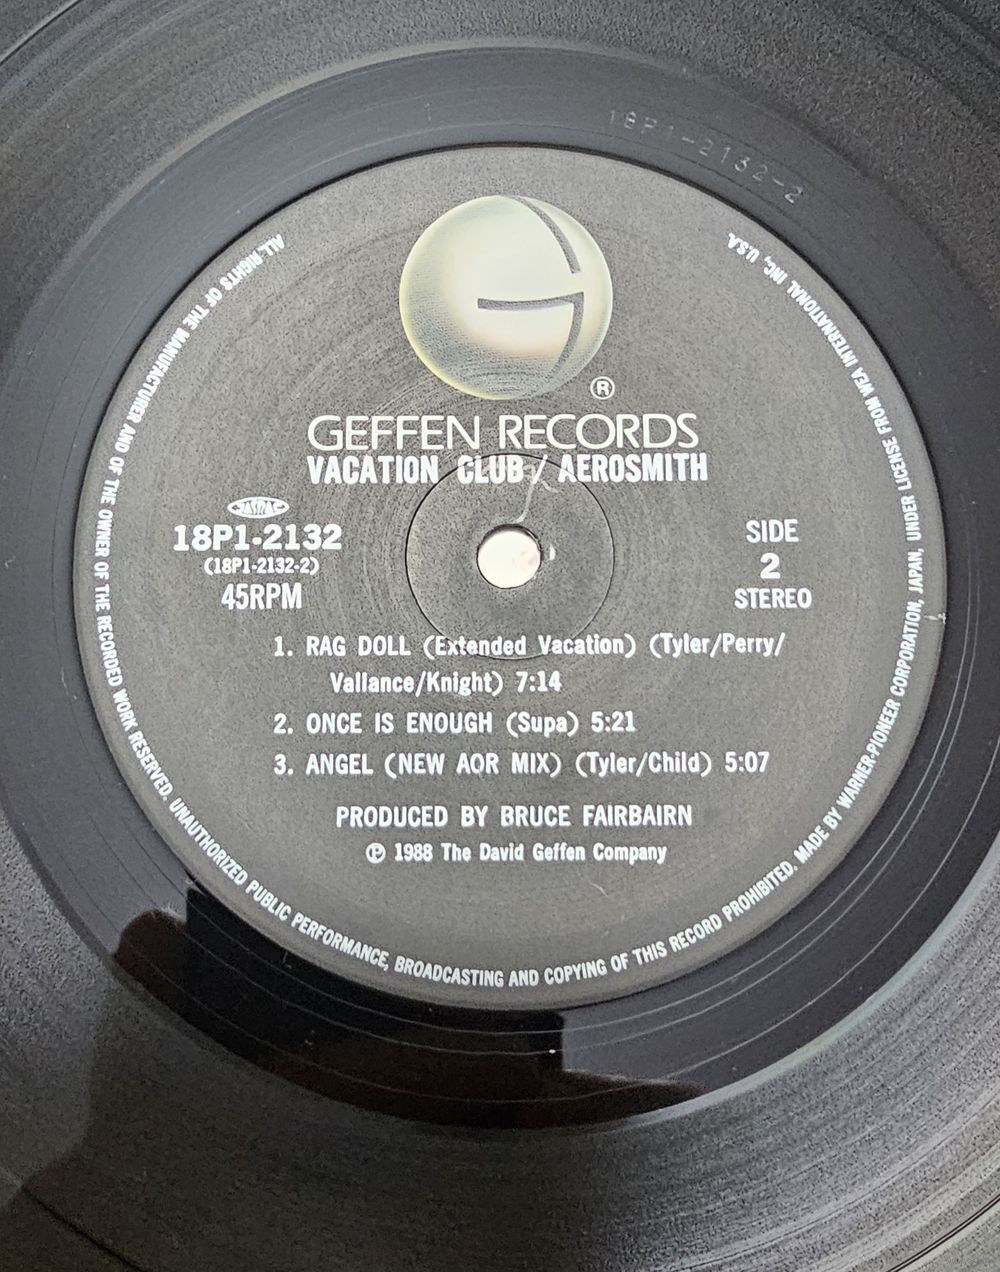 18P1-2132-2
ALL RIGHTS OF THE MANUFACTURER AND OF THE OWNER OF THE RECORDED WORK RESERVED. UNAUTHORIZED PUBLIC PERFORMANCE, BROADCASTING AND COPYING OF THIS RECORD PROHIBITED. MADE BY WARNER-PIONEER CORPORATION, JAPAN, UNDER LICENSE FROM WEA INTERNATIONAL INC., U.S.A.
G
®
GEFFEN RECORDS
VACATION CLUB / AEROSMITH
JASRAC
18P1-2132
(18P1-2132-2)
45RPM
SIDE
2
STEREO
1. RAG DOLL (Extended Vacation) (Tyler/Perry/
Vallance/Knight) 7:14
2. ONCE IS ENOUGH (Supa) 5:21
3. ANGEL (NEW AOR MIX) (Tyler/Child) 5:07
PRODUCED BY BRUCE FAIRBAIRN
℗ 1988 The David Geffen Company